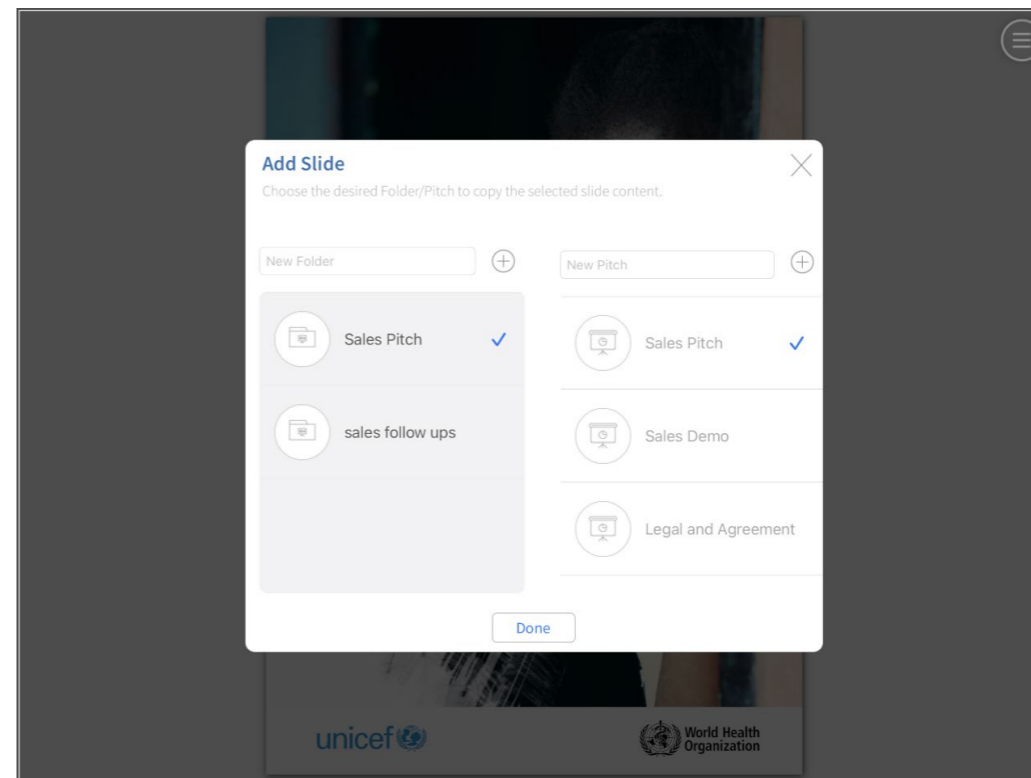 Add Slide
Choose the desired Folder/Pitch to copy the selected slide content.
New Folder
New Pitch
Sales Pitch
sales follow ups
Sales Pitch
Sales Demo
Legal and Agreement
Done
unicef
World Health
Organization